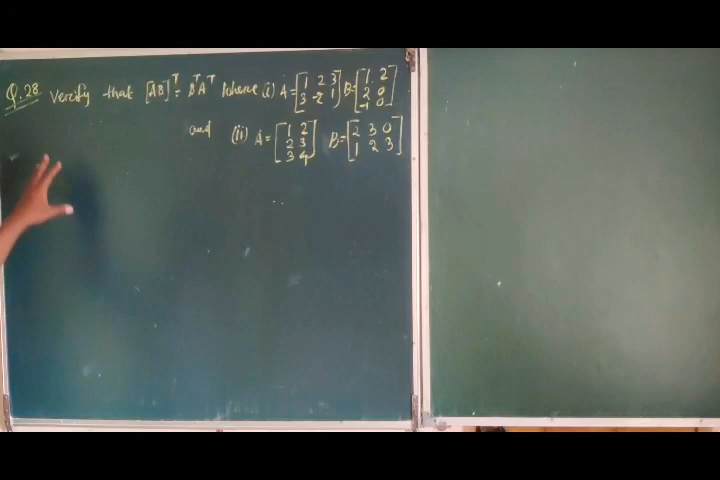 Q.28. Verify that [AB]ᵀ = BᵀAᵀ where (i) A = [1 2 3; 3 -2 1] B = [1 2; 2 0; -1 0]
and (ii) A = [1 2; 2 3; 3 4] B = [2 3 0; 1 2 3]